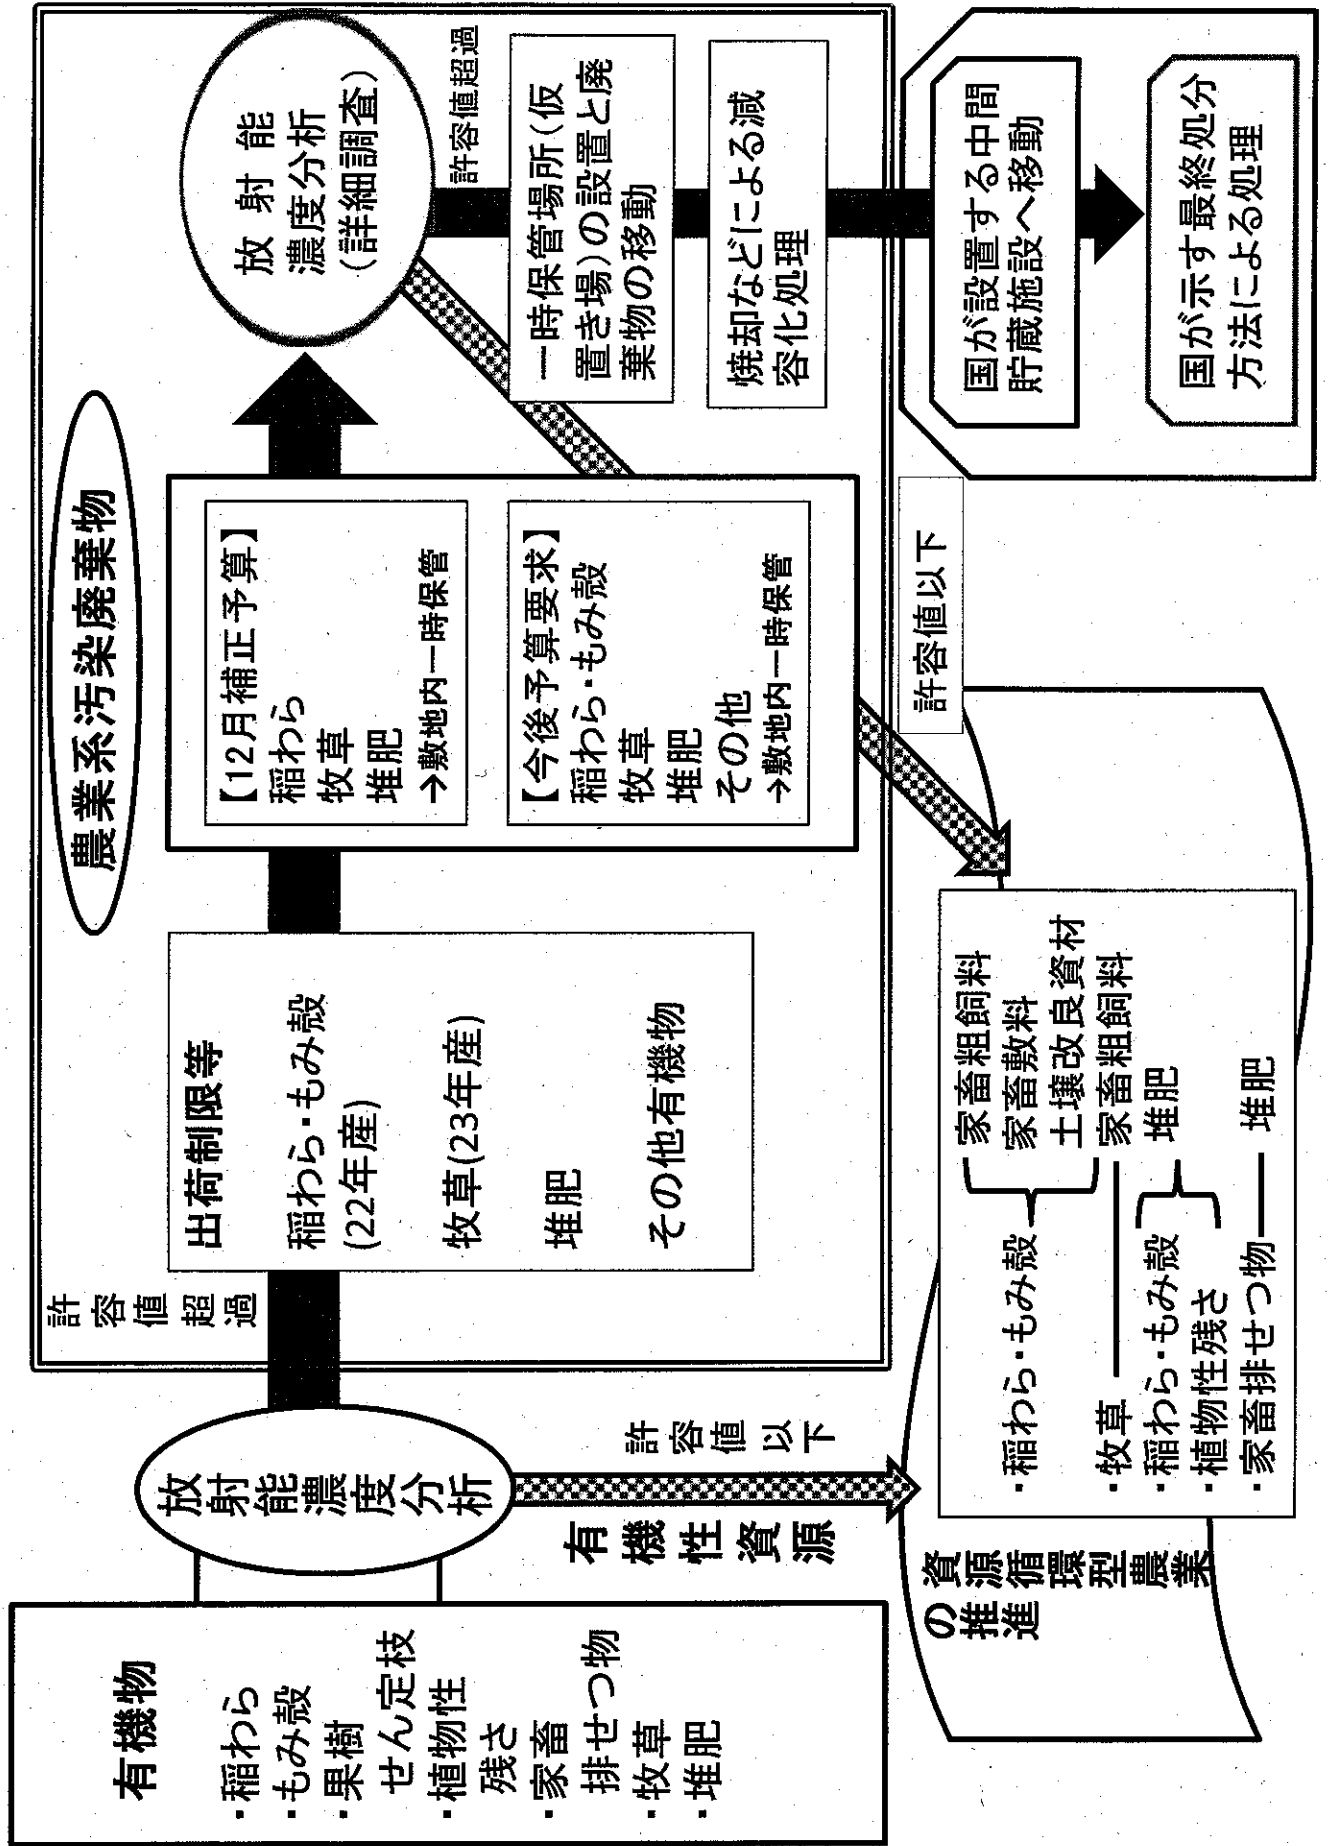 農業系汚染廃棄物
有機物
・稲わら
・もみ殻
・果樹
せん定枝
・植物性
残さ
・家畜
排せつ物
・牧草
・堆肥
放射能濃度分析
許容値超過
出荷制限等
稲わら・もみ殻
(22年産)
牧草(23年産)
堆肥
その他有機物
【12月補正予算】
稲わら
牧草
堆肥
→敷地内一時保管
【今後予算要求】
稲わら・もみ殻
牧草
堆肥
その他
→敷地内一時保管
放射能
濃度分析
(詳細調査)
許容値超過
一時保管場所(仮
置き場)の設置と廃
棄物の移動
焼却などによる減
容化処理
国が設置する中間
貯蔵施設へ移動
国が示す最終処分
方法による処理
許容値以下
有機性資源
許容値以下
資源循環型農業
の推進
・稲わら・もみ殻
家畜粗飼料
家畜敷料
土壌改良資材
・牧草
家畜粗飼料
・稲わら・もみ殻
・植物性残さ
堆肥
・家畜排せつ物
堆肥